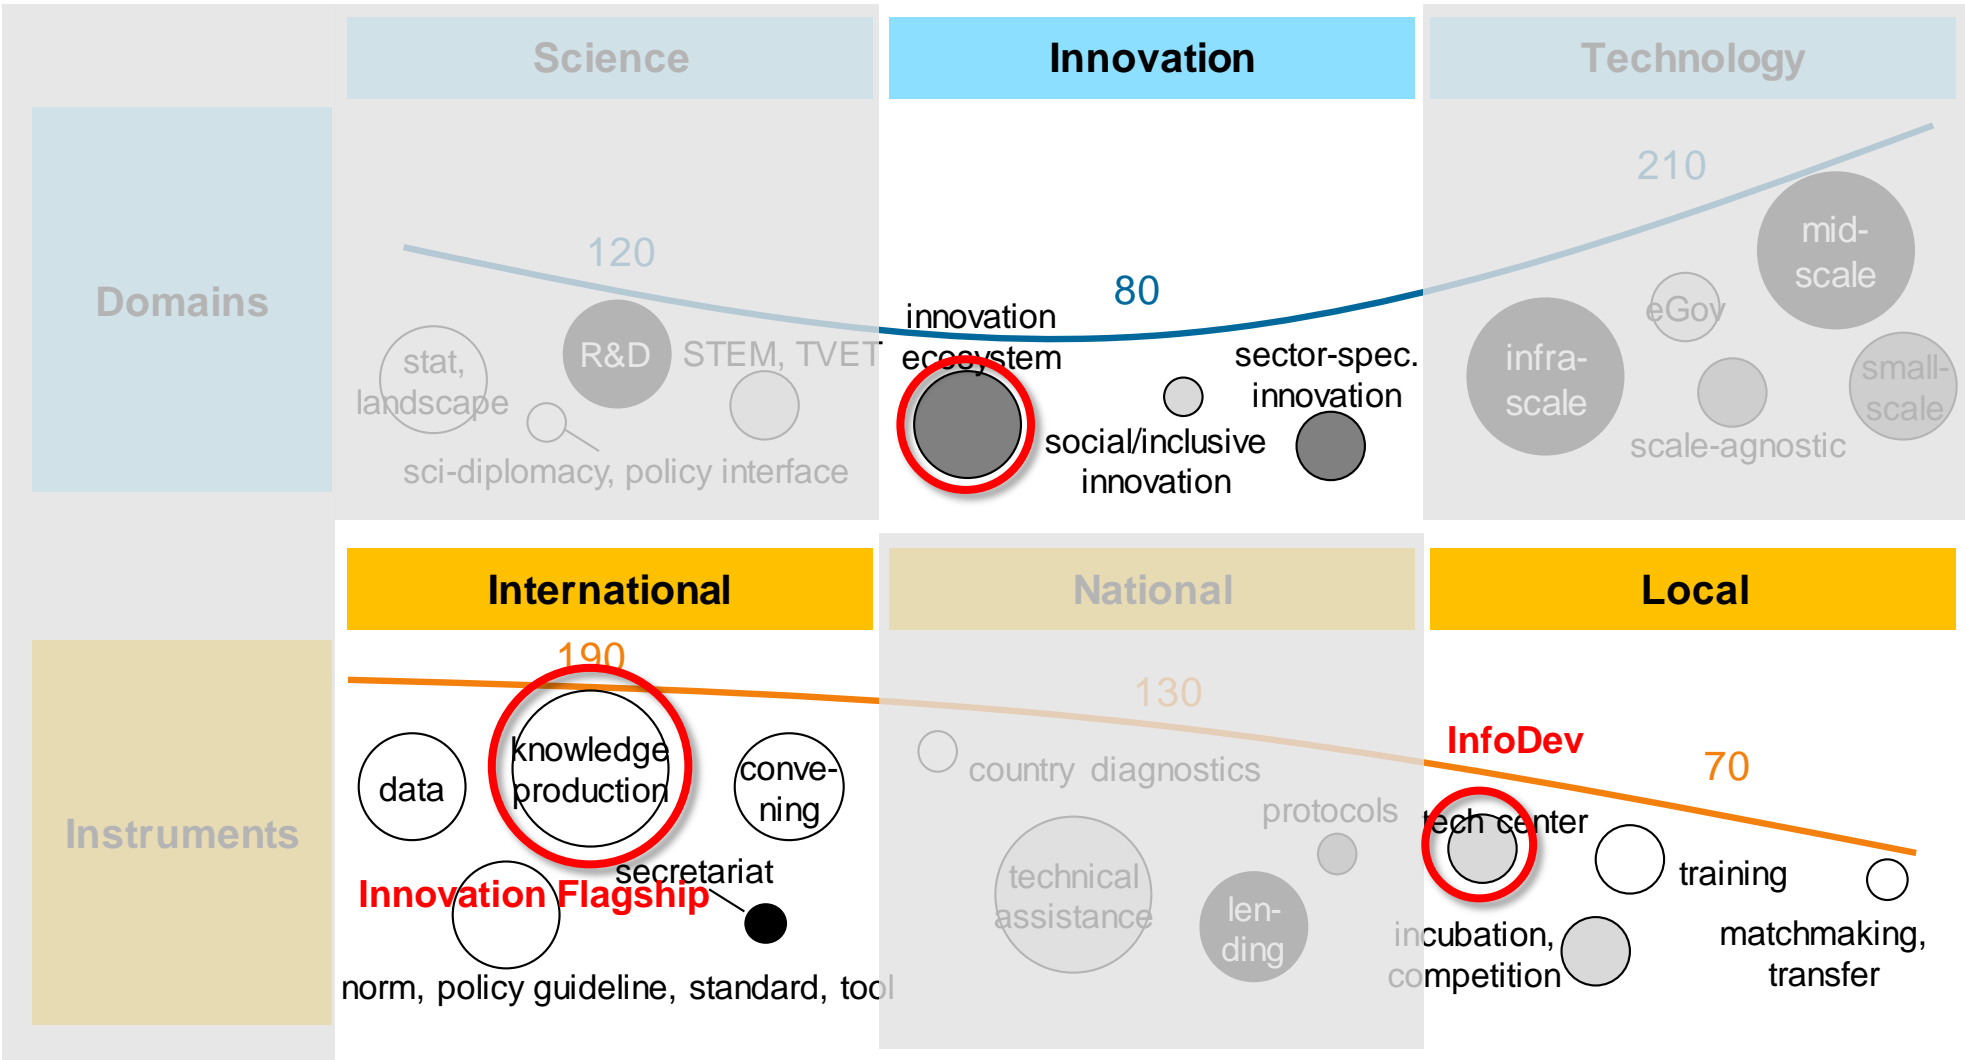 Science
Innovation
Technology
Domains
120
80
210
stat,
landscape
R&D
STEM, TVET
sci-diplomacy, policy interface
innovation
ecosystem
social/inclusive
innovation
sector-spec.
innovation
infra-
scale
eGov
mid-
scale
scale-agnostic
small-
scale
International
National
Local
Instruments
190
130
70
data
knowledge
production
conve-
ning
secretariat
Innovation Flagship
norm, policy guideline, standard, tool
country diagnostics
technical
assistance
protocols
len-
ding
InfoDev
tech center
training
incubation,
competition
matchmaking,
transfer